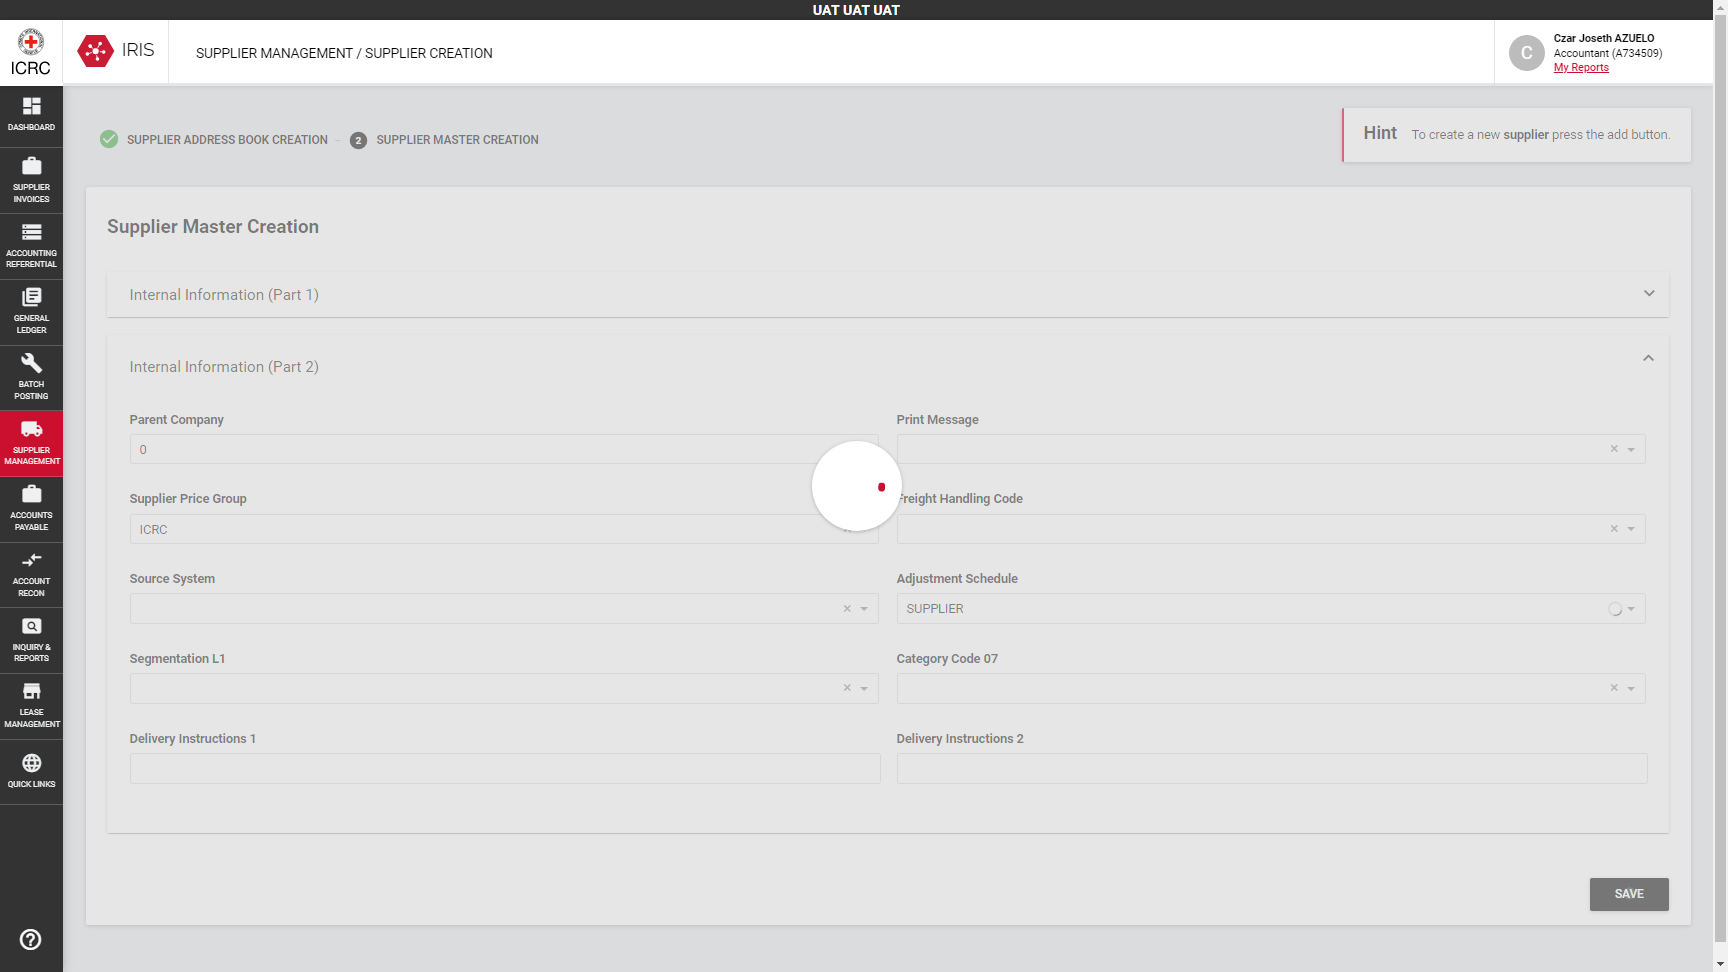 UAT UAT UAT
ICRC
IRIS
SUPPLIER MANAGEMENT / SUPPLIER CREATION
C
Czar Joseth AZUELO
Accountant (A734509)
My Reports
DASHBOARD
SUPPLIER
INVOICES
ACCOUNTING
REFERENTIAL
GENERAL
LEDGER
BATCH
POSTING
SUPPLIER
MANAGEMENT
ACCOUNTS
PAYABLE
ACCOUNT
RECON
INQUIRY &
REPORTS
LEASE
MANAGEMENT
QUICK LINKS
SUPPLIER ADDRESS BOOK CREATION
2 SUPPLIER MASTER CREATION
Hint To create a new supplier press the add button.
Supplier Master Creation
Internal Information (Part 1)
Internal Information (Part 2)
Parent Company
0
Print Message
Supplier Price Group
ICRC
Freight Handling Code
Source System
Adjustment Schedule
SUPPLIER
Segmentation L1
Category Code 07
Delivery Instructions 1
Delivery Instructions 2
SAVE